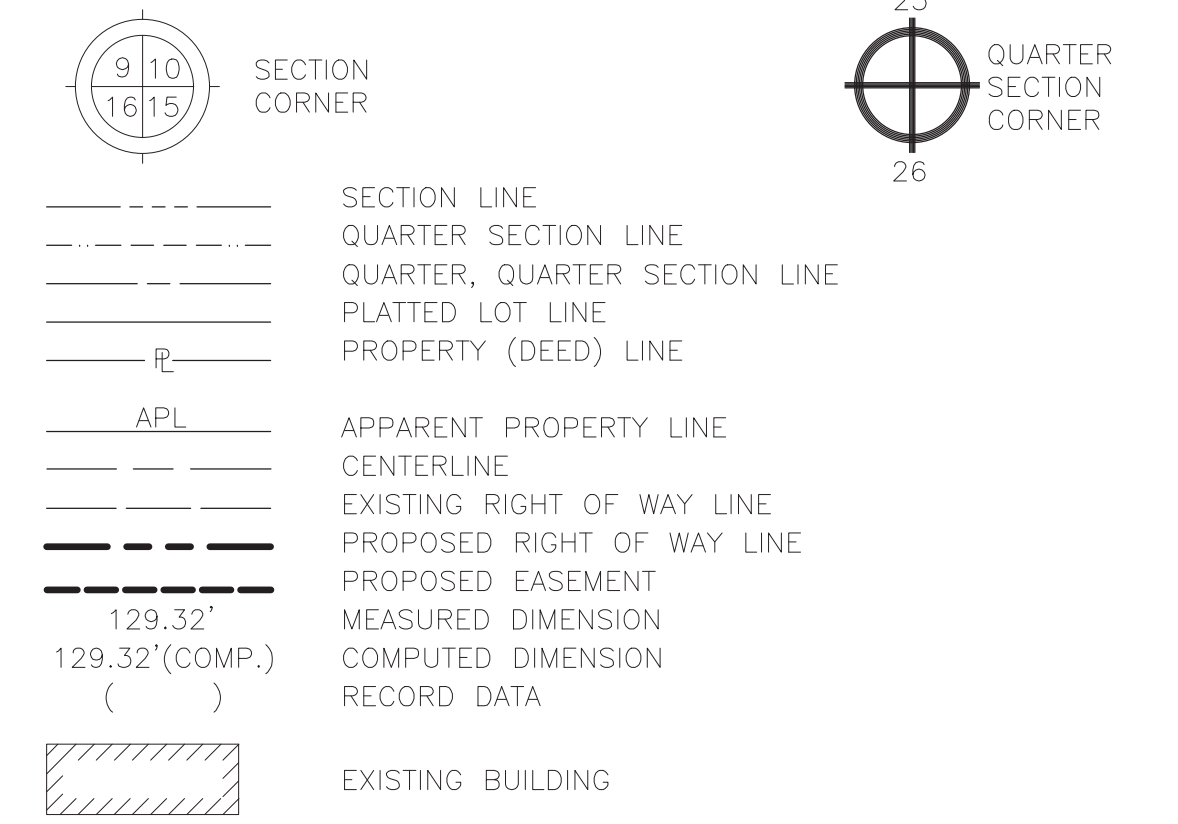 9 10
16 15
SECTION
CORNER
25
26
QUARTER
SECTION
CORNER
SECTION LINE
QUARTER SECTION LINE
QUARTER, QUARTER SECTION LINE
PLATTED LOT LINE
PL PROPERTY (DEED) LINE
APL APPARENT PROPERTY LINE
CENTERLINE
EXISTING RIGHT OF WAY LINE
PROPOSED RIGHT OF WAY LINE
PROPOSED EASEMENT
129.32' MEASURED DIMENSION
129.32'(COMP.) COMPUTED DIMENSION
( ) RECORD DATA
EXISTING BUILDING